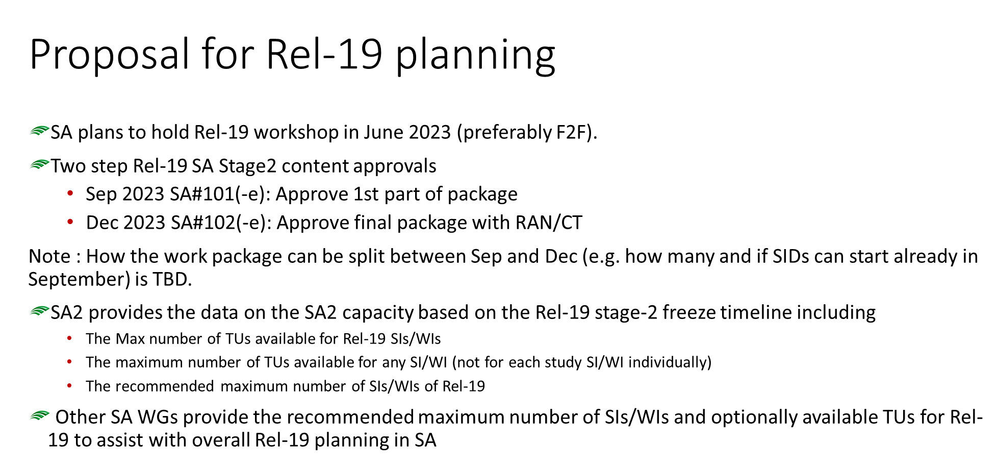 Proposal for Rel-19 planning
SA plans to hold Rel-19 workshop in June 2023 (preferably F2F).
Two step Rel-19 SA Stage2 content approvals
• Sep 2023 SA#101(-e): Approve 1st part of package
• Dec 2023 SA#102(-e): Approve final package with RAN/CT
Note : How the work package can be split between Sep and Dec (e.g. how many and if SIDs can start already in
September) is TBD.
SA2 provides the data on the SA2 capacity based on the Rel-19 stage-2 freeze timeline including
• The Max number of TUs available for Rel-19 SIs/WIs
• The maximum number of TUs available for any SI/WI (not for each study SI/WI individually)
• The recommended maximum number of SIs/WIs of Rel-19
Other SA WGs provide the recommended maximum number of SIs/WIs and optionally available TUs for Rel-
19 to assist with overall Rel-19 planning in SA